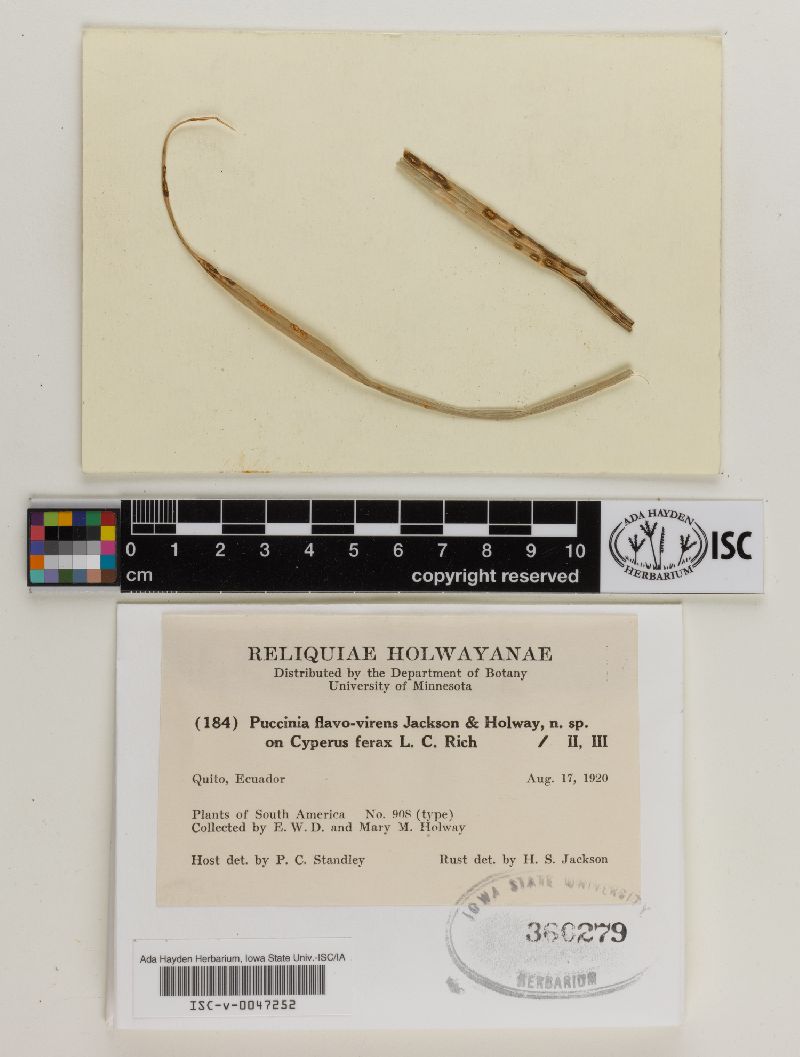 0 1 2 3 4 5 6 7 8 9 10
cm copyright reserved
ADA HAYDEN
HERBARIUM
ISC
RELIQUIAE HOLWAYANAE
Distributed by the Department of Botany
University of Minnesota
(184) Puccinia flavo-virens Jackson & Holway, n. sp.
on Cyperus ferax L. C. Rich / II, III
Quito, Ecuador Aug. 17, 1920
Plants of South America No. 908 (type)
Collected by E. W. D. and Mary M. Holway
Host det. by P. C. Standley Rust det. by H. S. Jackson
IOWA STATE UNIVERSITY
360279
HERBARIUM
Ada Hayden Herbarium, Iowa State Univ.-ISC/IA
ISC-v-0047252